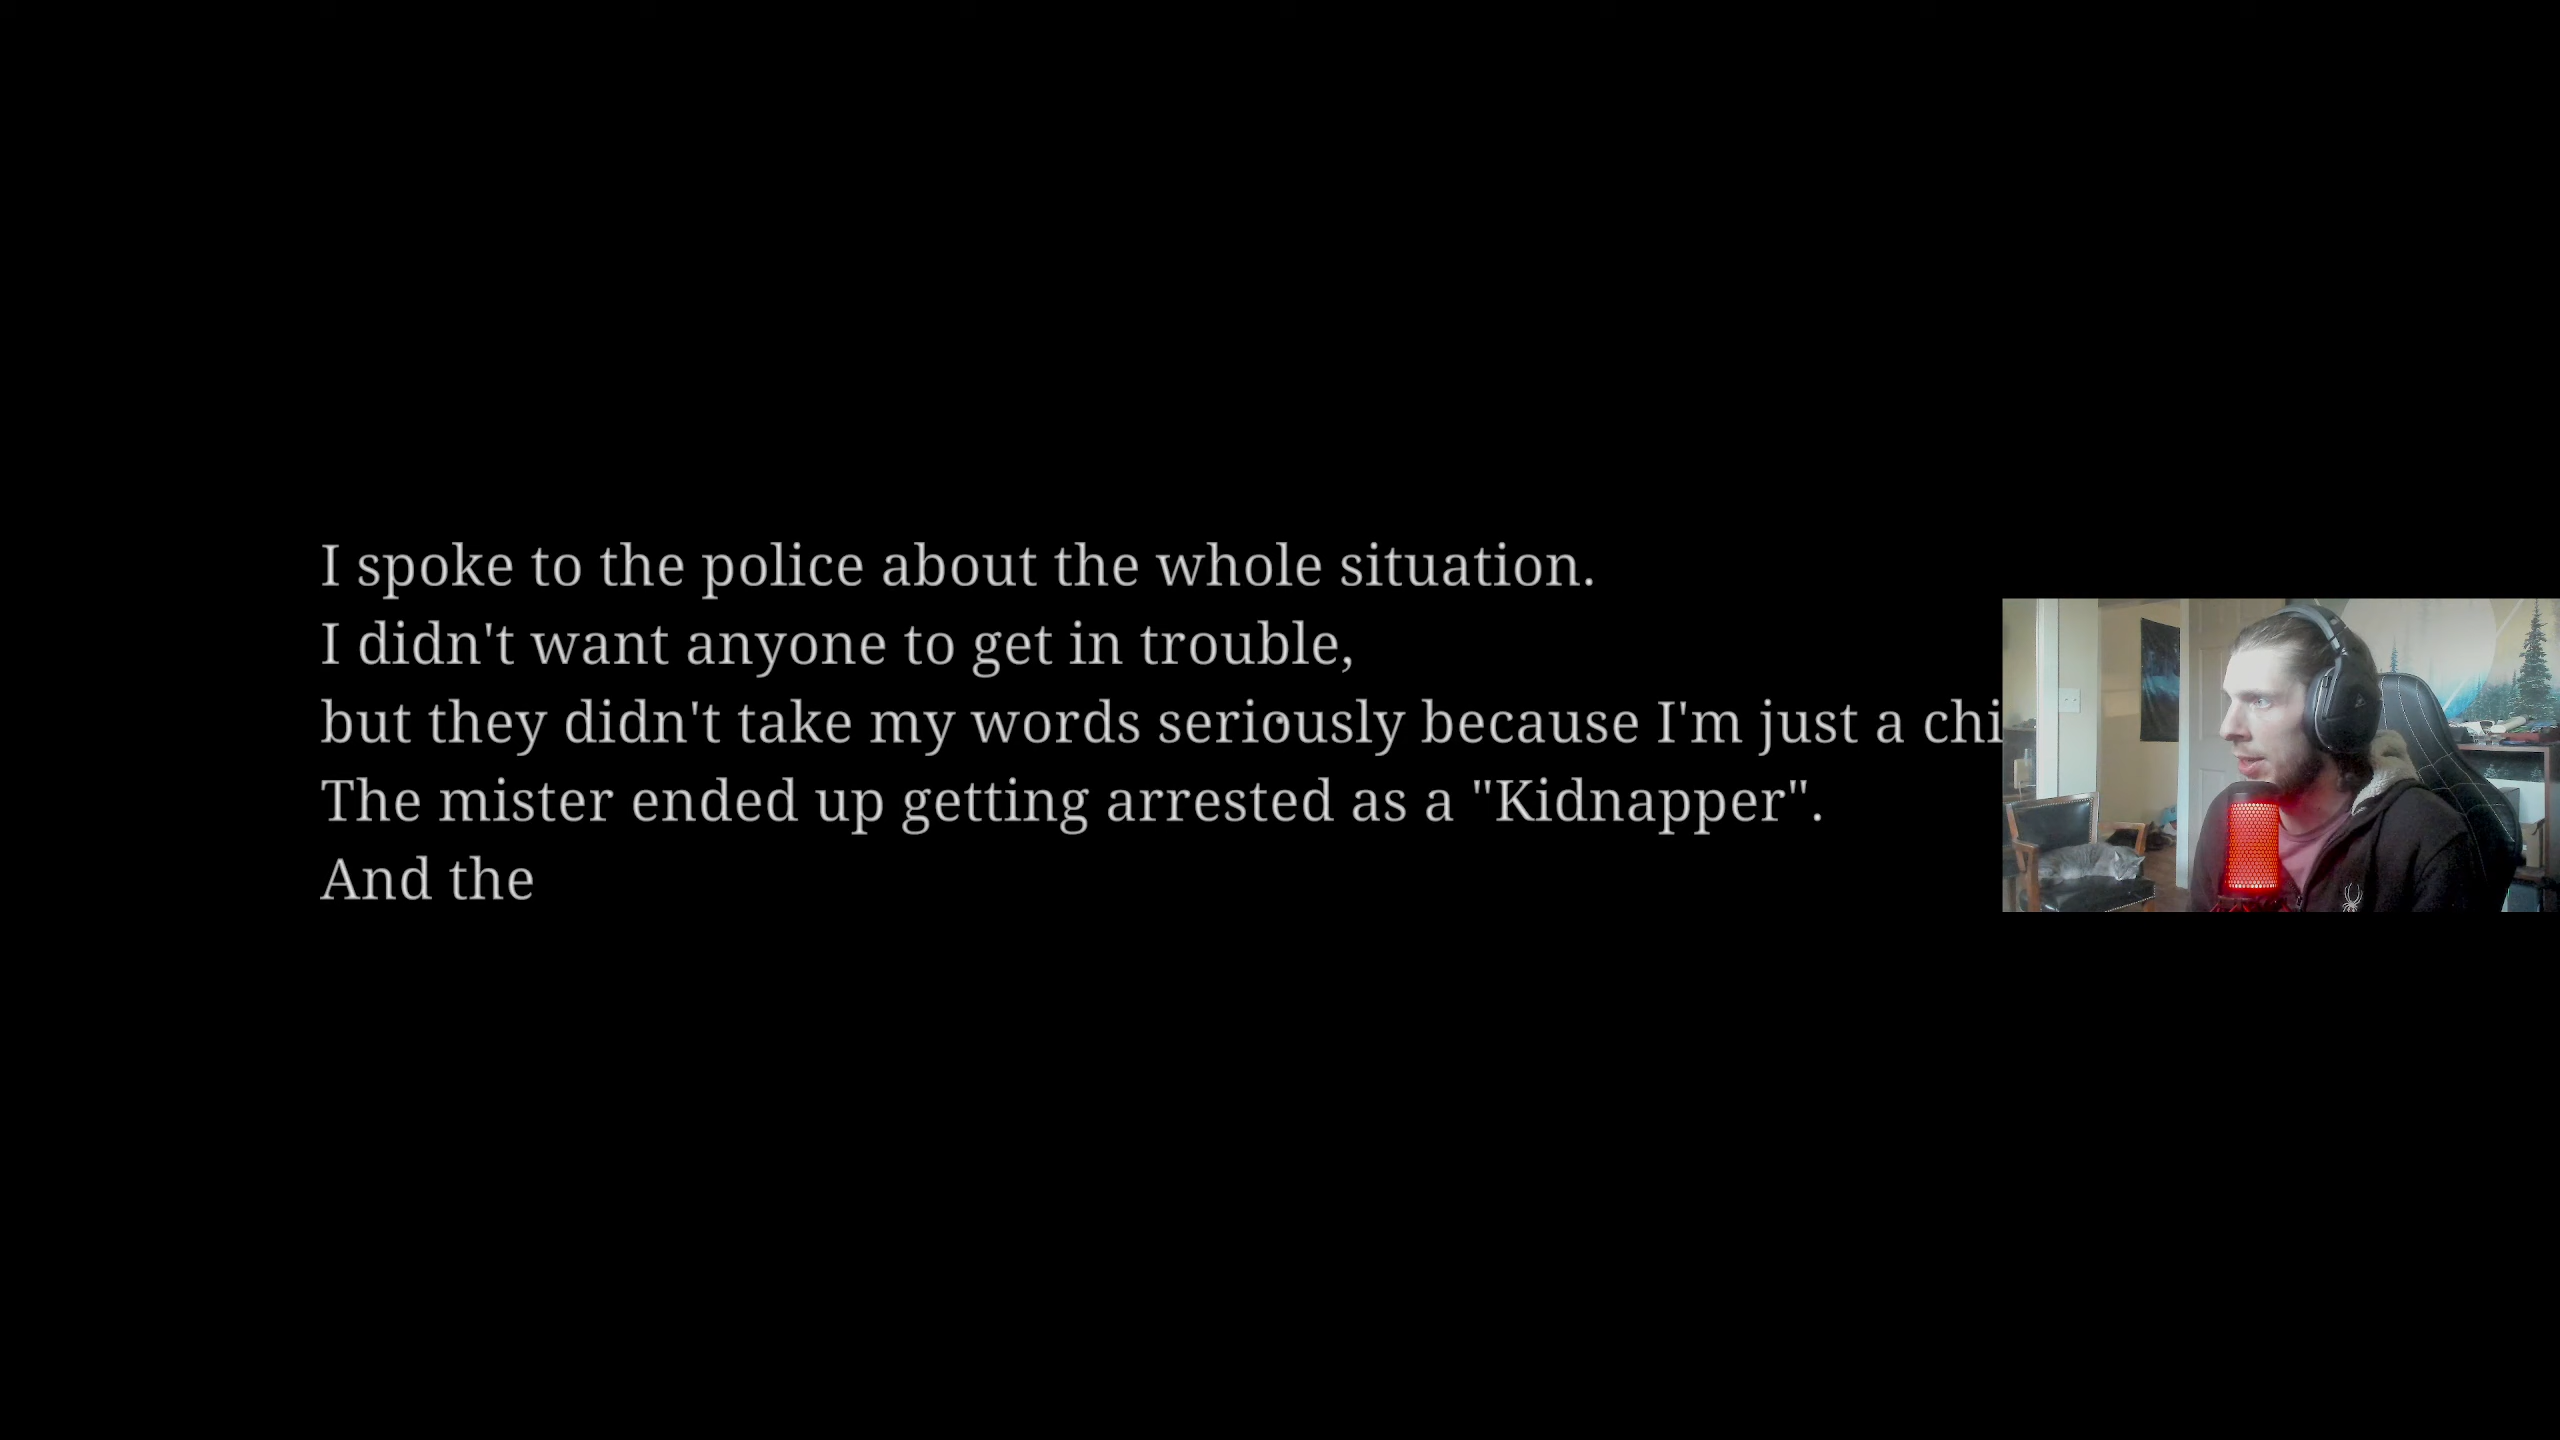 I spoke to the police about the whole situation.
I didn't want anyone to get in trouble,
but they didn't take my words seriously because I'm just a chi
The mister ended up getting arrested as a "Kidnapper".
And the